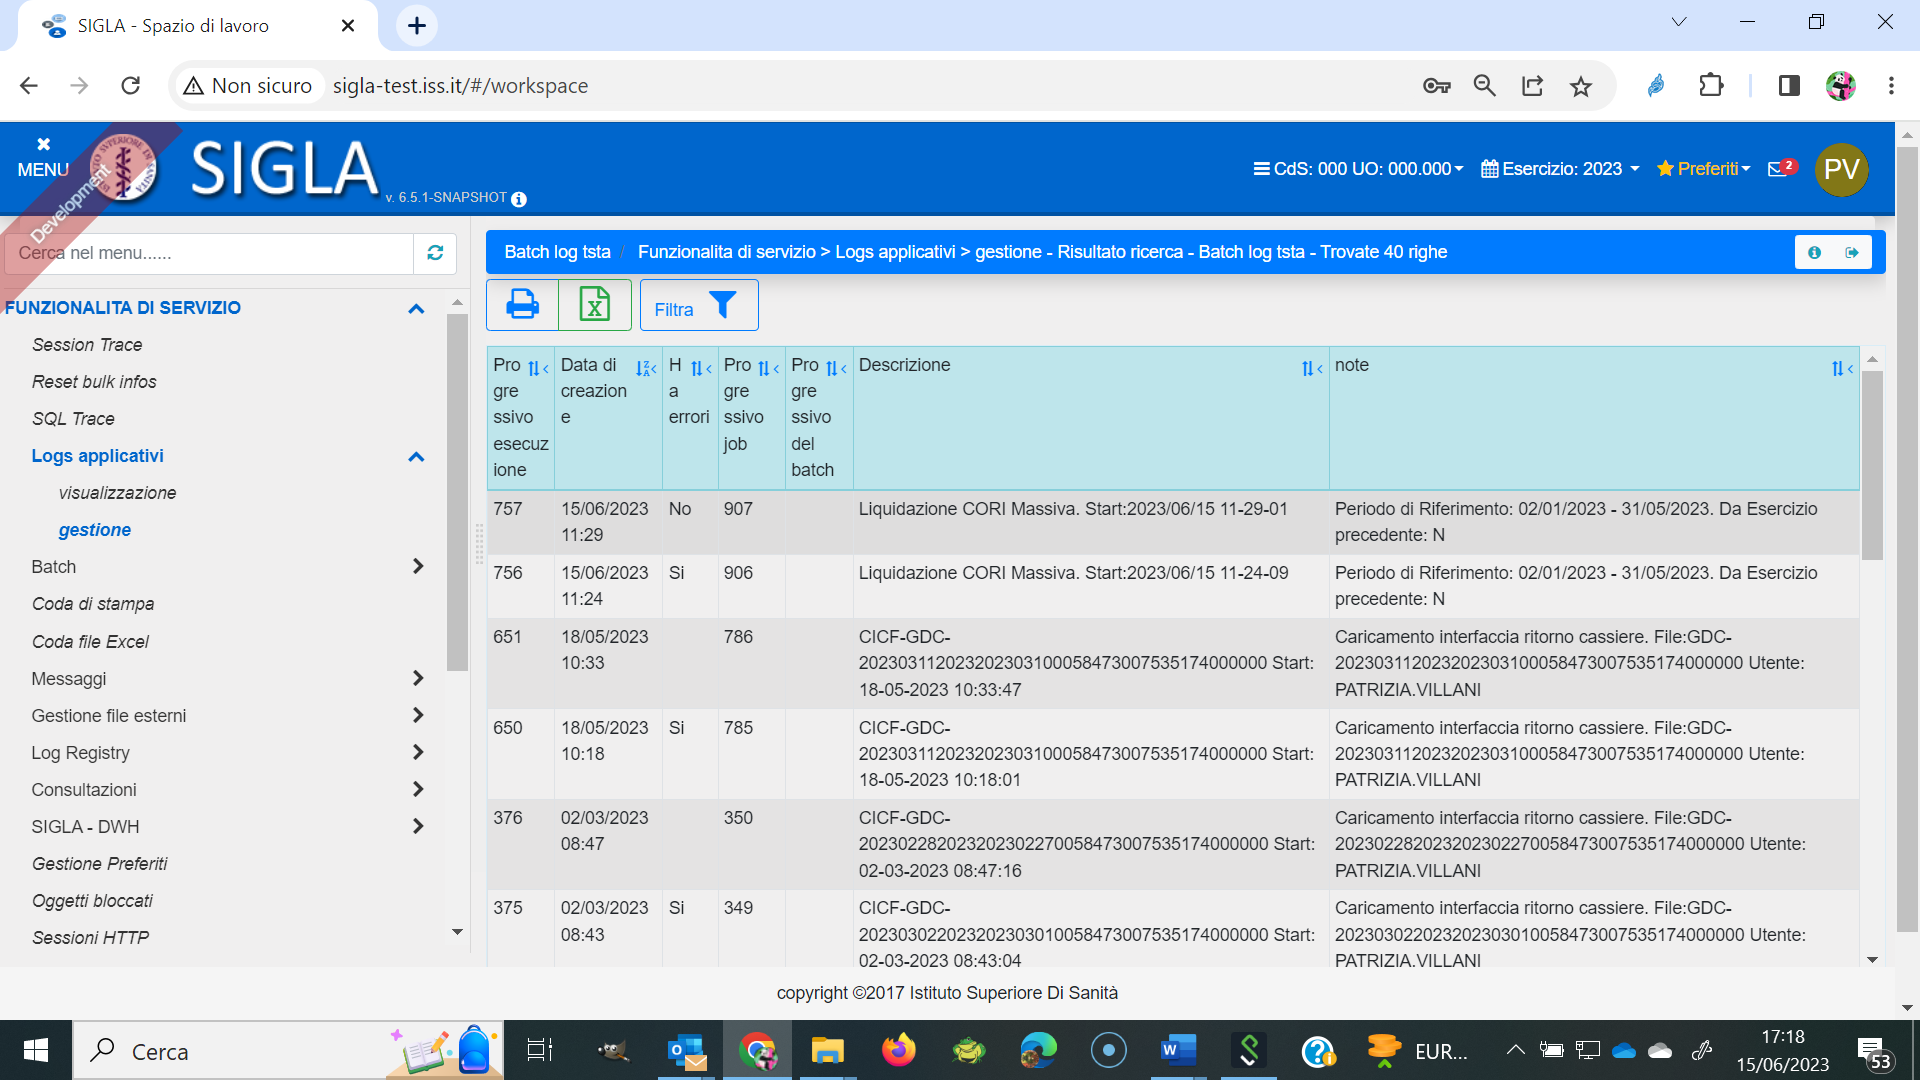 SIGLA - Spazio di lavoro
Non sicuro
sigla-test.iss.it/#/workspace
MENU
Development
SIGLA
v. 6.5.1-SNAPSHOT
CdS: 000 UO: 000.000
Esercizio: 2023
Preferiti
2
PV
Cerca nel menu......
FUNZIONALITA DI SERVIZIO
Session Trace
Reset bulk infos
SQL Trace
Logs applicativi
visualizzazione
gestione
Batch
Coda di stampa
Coda file Excel
Messaggi
Gestione file esterni
Log Registry
Consultazioni
SIGLA - DWH
Gestione Preferiti
Oggetti bloccati
Sessioni HTTP
Batch log tsta / Funzionalita di servizio > Logs applicativi > gestione - Risultato ricerca - Batch log tsta - Trovate 40 righe
Filtra
Pro
gre
ssivo
esecuz
ione
Data di
creazion
e
H
a
errori
Pro
gre
ssivo
job
Pro
gre
ssivo
del
batch
Descrizione
note
757
15/06/2023
11:29
No
907
Liquidazione CORI Massiva. Start:2023/06/15 11-29-01
Periodo di Riferimento: 02/01/2023 - 31/05/2023. Da Esercizio
precedente: N
756
15/06/2023
11:24
Si
906
Liquidazione CORI Massiva. Start:2023/06/15 11-24-09
Periodo di Riferimento: 02/01/2023 - 31/05/2023. Da Esercizio
precedente: N
651
18/05/2023
10:33
786
CICF-GDC-
20230311202320230310005847300753517400000​0 Start:
18-05-2023 10:33:47
Caricamento interfaccia ritorno cassiere. File:GDC-
202303112023202303100058473007535174000000 Utente:
PATRIZIA.VILLANI
650
18/05/2023
10:18
Si
785
CICF-GDC-
202303112023202303100058473007535174000000 Start:
18-05-2023 10:18:01
Caricamento interfaccia ritorno cassiere. File:GDC-
202303112023202303100058473007535174000000 Utente:
PATRIZIA.VILLANI
376
02/03/2023
08:47
350
CICF-GDC-
202302282023202302270058473007535174000000 Start:
02-03-2023 08:47:16
Caricamento interfaccia ritorno cassiere. File:GDC-
202302282023202302270058473007535174000000 Utente:
PATRIZIA.VILLANI
375
02/03/2023
08:43
Si
349
CICF-GDC-
202303022023202303010058473007535174000000 Start:
02-03-2023 08:43:04
Caricamento interfaccia ritorno cassiere. File:GDC-
202303022023202303010058473007535174000000 Utente:
PATRIZIA.VILLANI
copyright ©2017 Istituto Superiore Di Sanità
Cerca
EUR...
17:18
15/06/2023
53